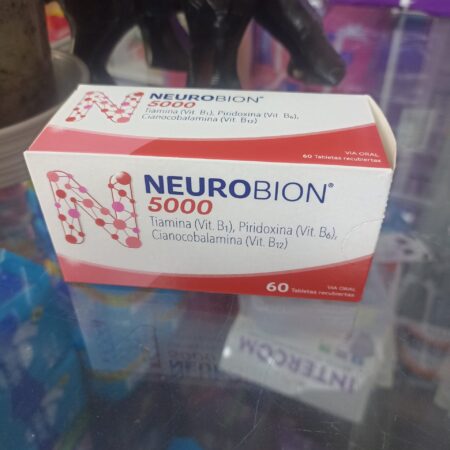 NEUROBION®
5000
Tiamina (Vit. B₁), Piridoxina (Vit. B₆),
Cianocobalamina (Vit. B₁₂)
VIA ORAL
60 Tabletas recubiertas
NEUROBION®
5000
Tiamina (Vit. B₁), Piridoxina (Vit. B₆),
Cianocobalamina (Vit. B₁₂)
VIA ORAL
60 Tabletas recubiertas
INTERCOM